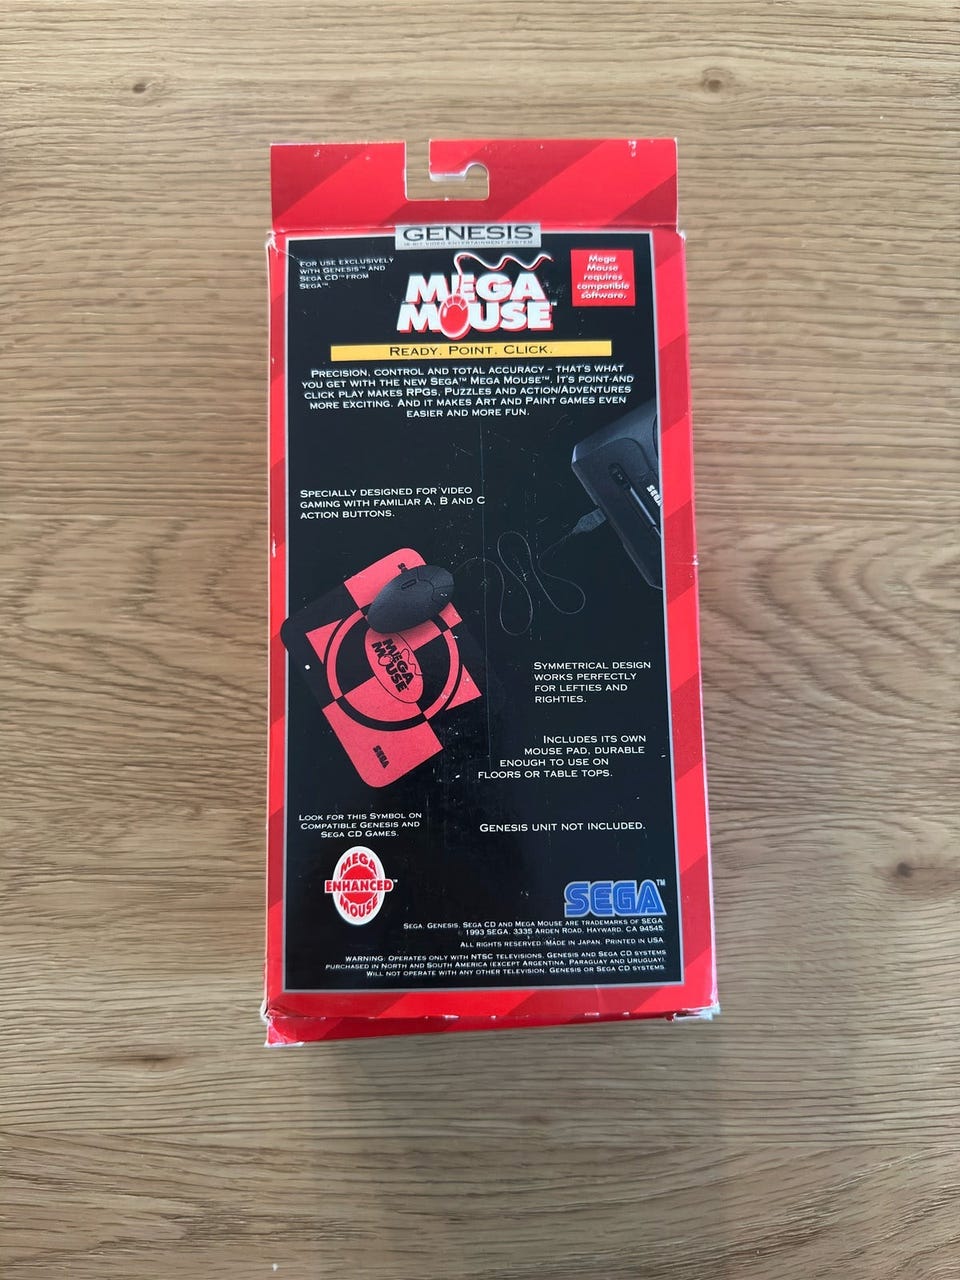 GENESIS™
16-BIT VIDEO ENTERTAINMENT SYSTEM
FOR USE EXCLUSIVELY
WITH GENESIS™ AND
SEGA CD™ FROM
SEGA™.
MEGA
MOUSE™
Mega
Mouse
requires
compatible
software.
READY. POINT. CLICK.
PRECISION, CONTROL AND TOTAL ACCURACY - THAT'S WHAT
YOU GET WITH THE NEW SEGA™ MEGA MOUSE™. IT'S POINT-AND
CLICK PLAY MAKES RPGS, PUZZLES AND ACTION/ADVENTURES
MORE EXCITING. AND IT MAKES ART AND PAINT GAMES EVEN
EASIER AND MORE FUN.
SEGA
SPECIALLY DESIGNED FOR VIDEO
GAMING WITH FAMILIAR A, B AND C
ACTION BUTTONS.
MEGA
MOUSE
SEGA
SYMMETRICAL DESIGN
WORKS PERFECTLY
FOR LEFTIES AND
RIGHTIES.
INCLUDES ITS OWN
MOUSE PAD, DURABLE
ENOUGH TO USE ON
FLOORS OR TABLE TOPS.
LOOK FOR THIS SYMBOL ON
COMPATIBLE GENESIS AND
SEGA CD GAMES.
GENESIS UNIT NOT INCLUDED.
MEGA
ENHANCED™
MOUSE
SEGA™
SEGA, GENESIS, SEGA CD AND MEGA MOUSE ARE TRADEMARKS OF SEGA.
© 1993 SEGA, 3335 ARDEN ROAD, HAYWARD, CA 94545.
ALL RIGHTS RESERVED. MADE IN JAPAN. PRINTED IN USA.
WARNING: OPERATES ONLY WITH NTSC TELEVISIONS, GENESIS AND SEGA CD SYSTEMS
PURCHASED IN NORTH AND SOUTH AMERICA (EXCEPT ARGENTINA, PARAGUAY AND URUGUAY).
WILL NOT OPERATE WITH ANY OTHER TELEVISION, GENESIS OR SEGA CD SYSTEMS.